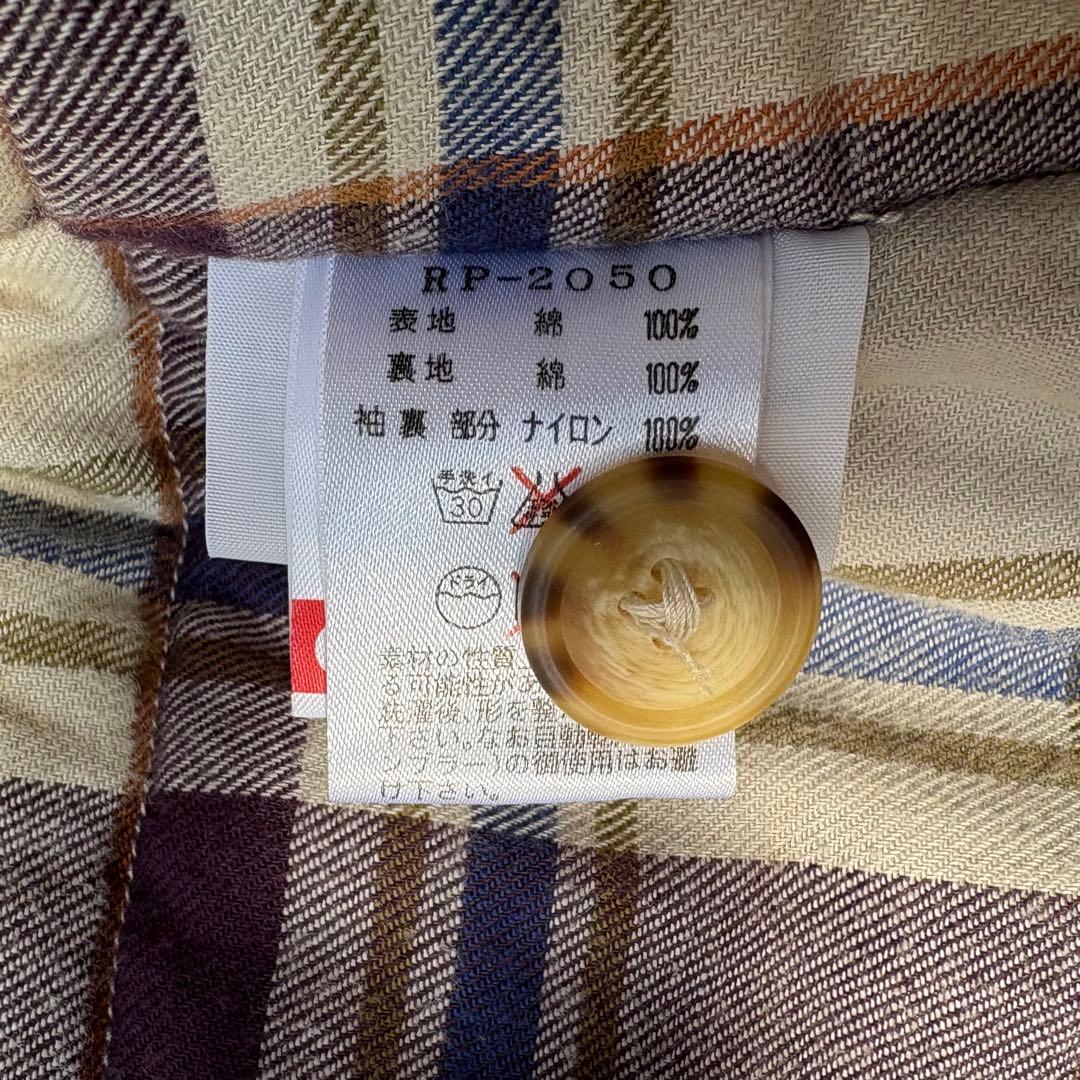 RP-2050
表地 綿 100%
裏地 綿 100%
袖裏部分 ナイロン 100%
手洗イ
30
ドライ
素材の性質
る可能性があ
洗濯後、形を整
下さい。なお自動
ンブラー)の御使用はお避
け下さい。